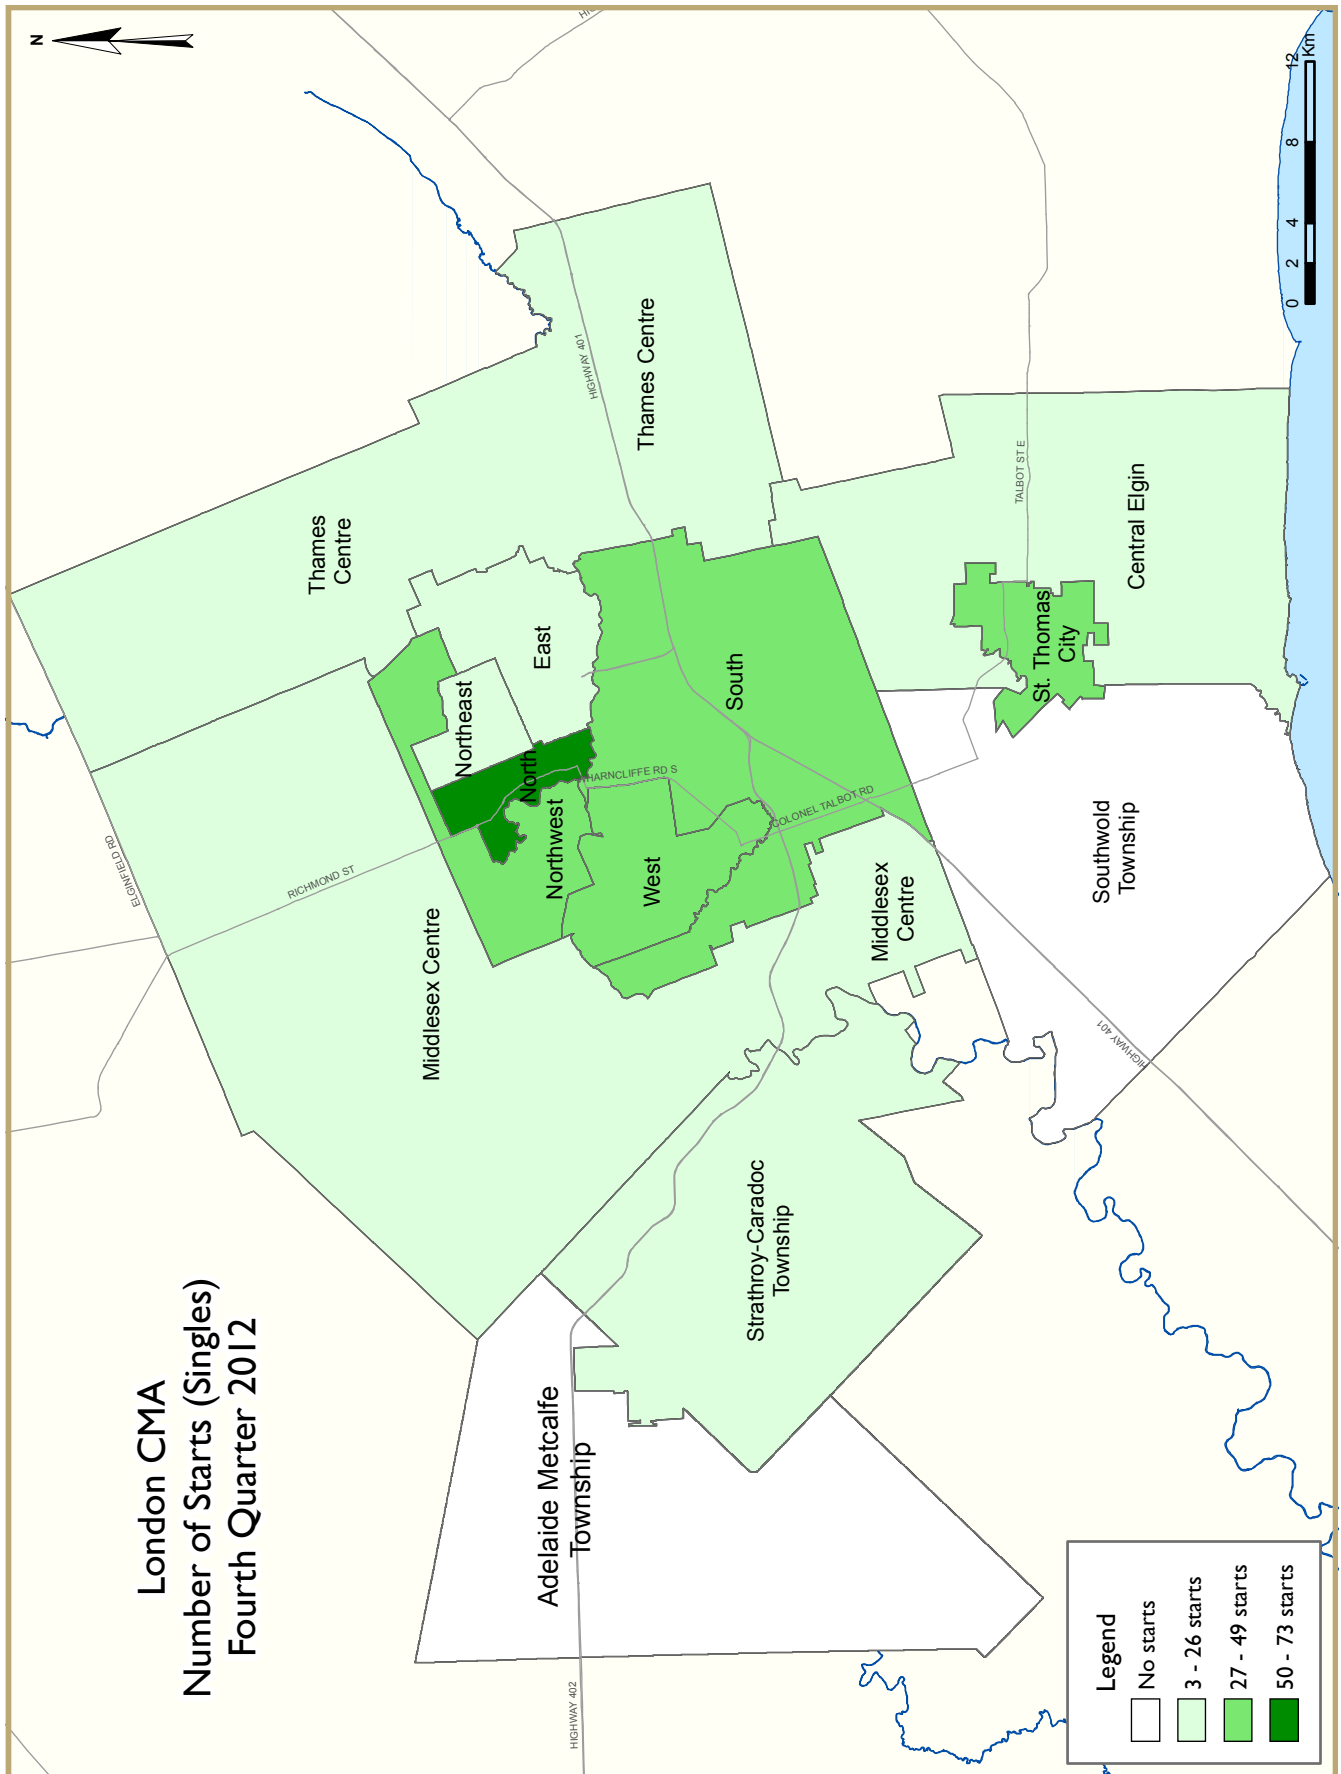 London CMA
Number of Starts (Singles)
Fourth Quarter 2012
N
ELGINFIELD RD
RICHMOND ST
Thames
Centre
Middlesex Centre
Northeast
East
North
Northwest
West
South
WHARNCLIFFE RD S
COLONEL TALBOT RD
HIGHWAY 401
Thames Centre
Adelaide Metcalfe
Township
HIGHWAY 402
Strathroy-Caradoc
Township
Middlesex
Centre
St. Thomas
City
TALBOT ST E
Central Elgin
Southwold
Township
HIGHWAY 401
Legend
No starts
3 - 26 starts
27 - 49 starts
50 - 73 starts
0 2 4 8 12
Km